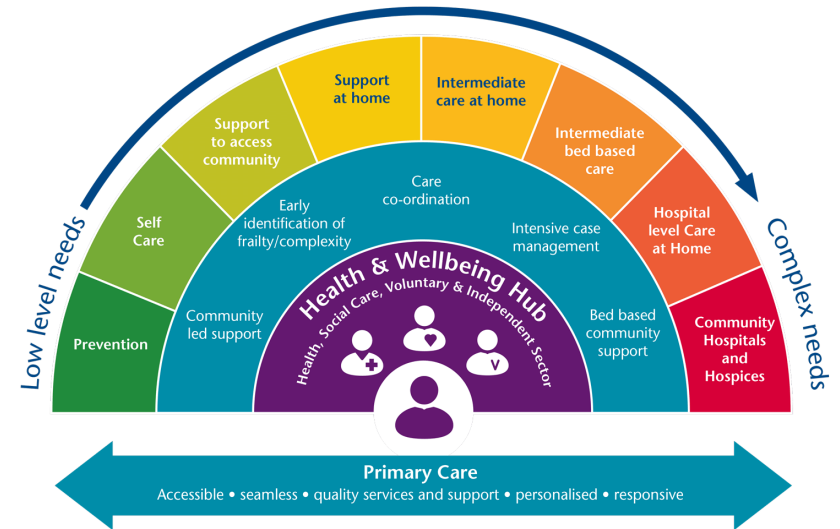 Low level needs
Complex needs
Prevention
Self
Care
Support
to access
community
Support
at home
Intermediate
care at home
Intermediate
bed based
care
Hospital
level Care
at Home
Community
Hospitals
and
Hospices
Community
led support
Early
identification of
frailty/complexity
Care
co-ordination
Intensive case
management
Bed based
community
support
Health & Wellbeing Hub
Health, Social Care, Voluntary & Independent Sector
V
Primary Care
Accessible • seamless • quality services and support • personalised • responsive